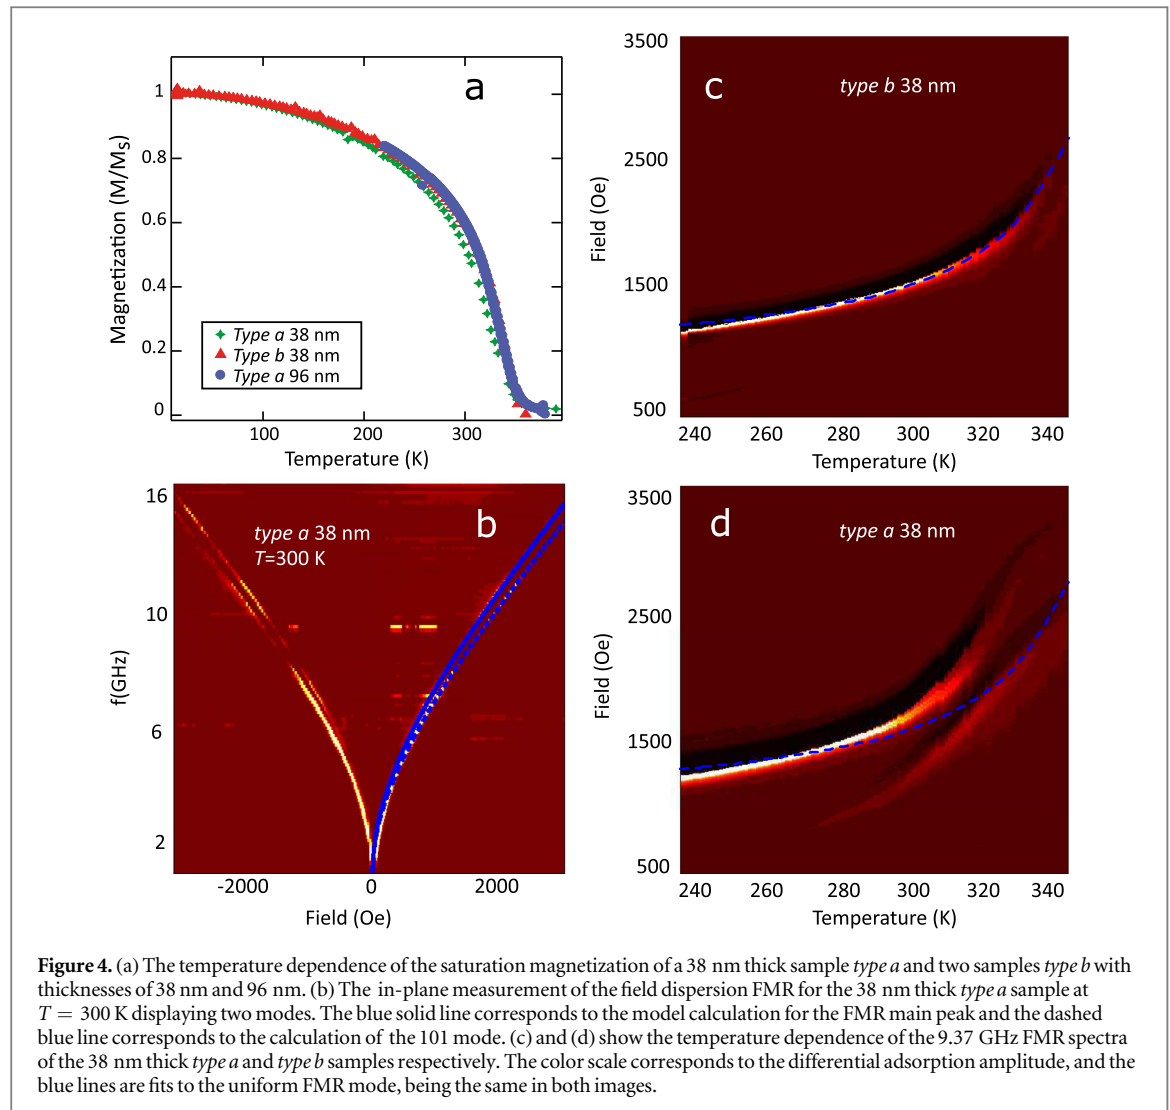 a
1
0.8
0.6
0.4
0.2
0
Magnetization (M/M_S)
Type a 38 nm
Type b 38 nm
Type a 96 nm
100 200 300
Temperature (K)
3500
2500
1500
500
Field (Oe)
c
type b 38 nm
240 260 280 300 320 340
Temperature (K)
16
10
6
2
f(GHz)
type a 38 nm
T=300 K
b
-2000 0 2000
Field (Oe)
3500
2500
1500
500
Field (Oe)
d
type a 38 nm
240 260 280 300 320 340
Temperature (K)
Figure 4. (a) The temperature dependence of the saturation magnetization of a 38 nm thick sample type a and two samples type b with
thicknesses of 38 nm and 96 nm. (b) The in-plane measurement of the field dispersion FMR for the 38 nm thick type a sample at
T = 300 K displaying two modes. The blue solid line corresponds to the model calculation for the FMR main peak and the dashed
blue line corresponds to the calculation of the 101 mode. (c) and (d) show the temperature dependence of the 9.37 GHz FMR spectra
of the 38 nm thick type a and type b samples respectively. The color scale corresponds to the differential adsorption amplitude, and the
blue lines are fits to the uniform FMR mode, being the same in both images.